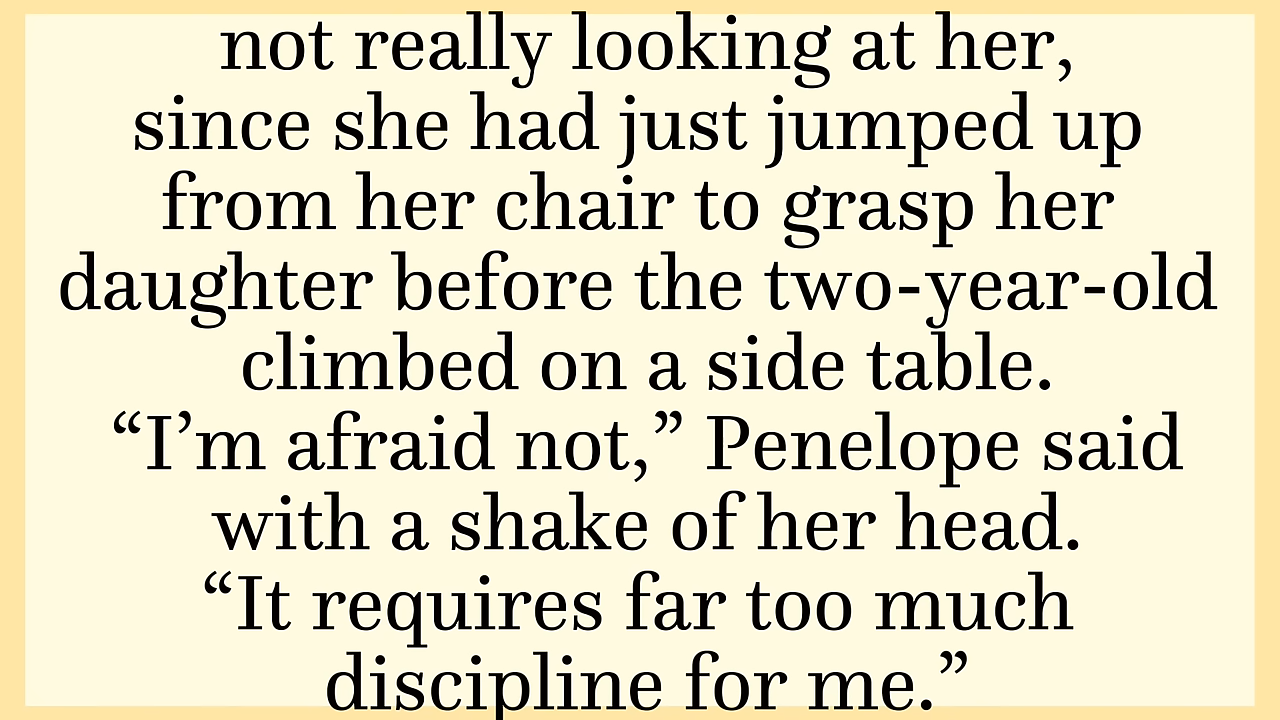 not really looking at her,
since she had just jumped up
from her chair to grasp her
daughter before the two-year-old
climbed on a side table.
“I’m afraid not,” Penelope said
with a shake of her head.
“It requires far too much
discipline for me.”